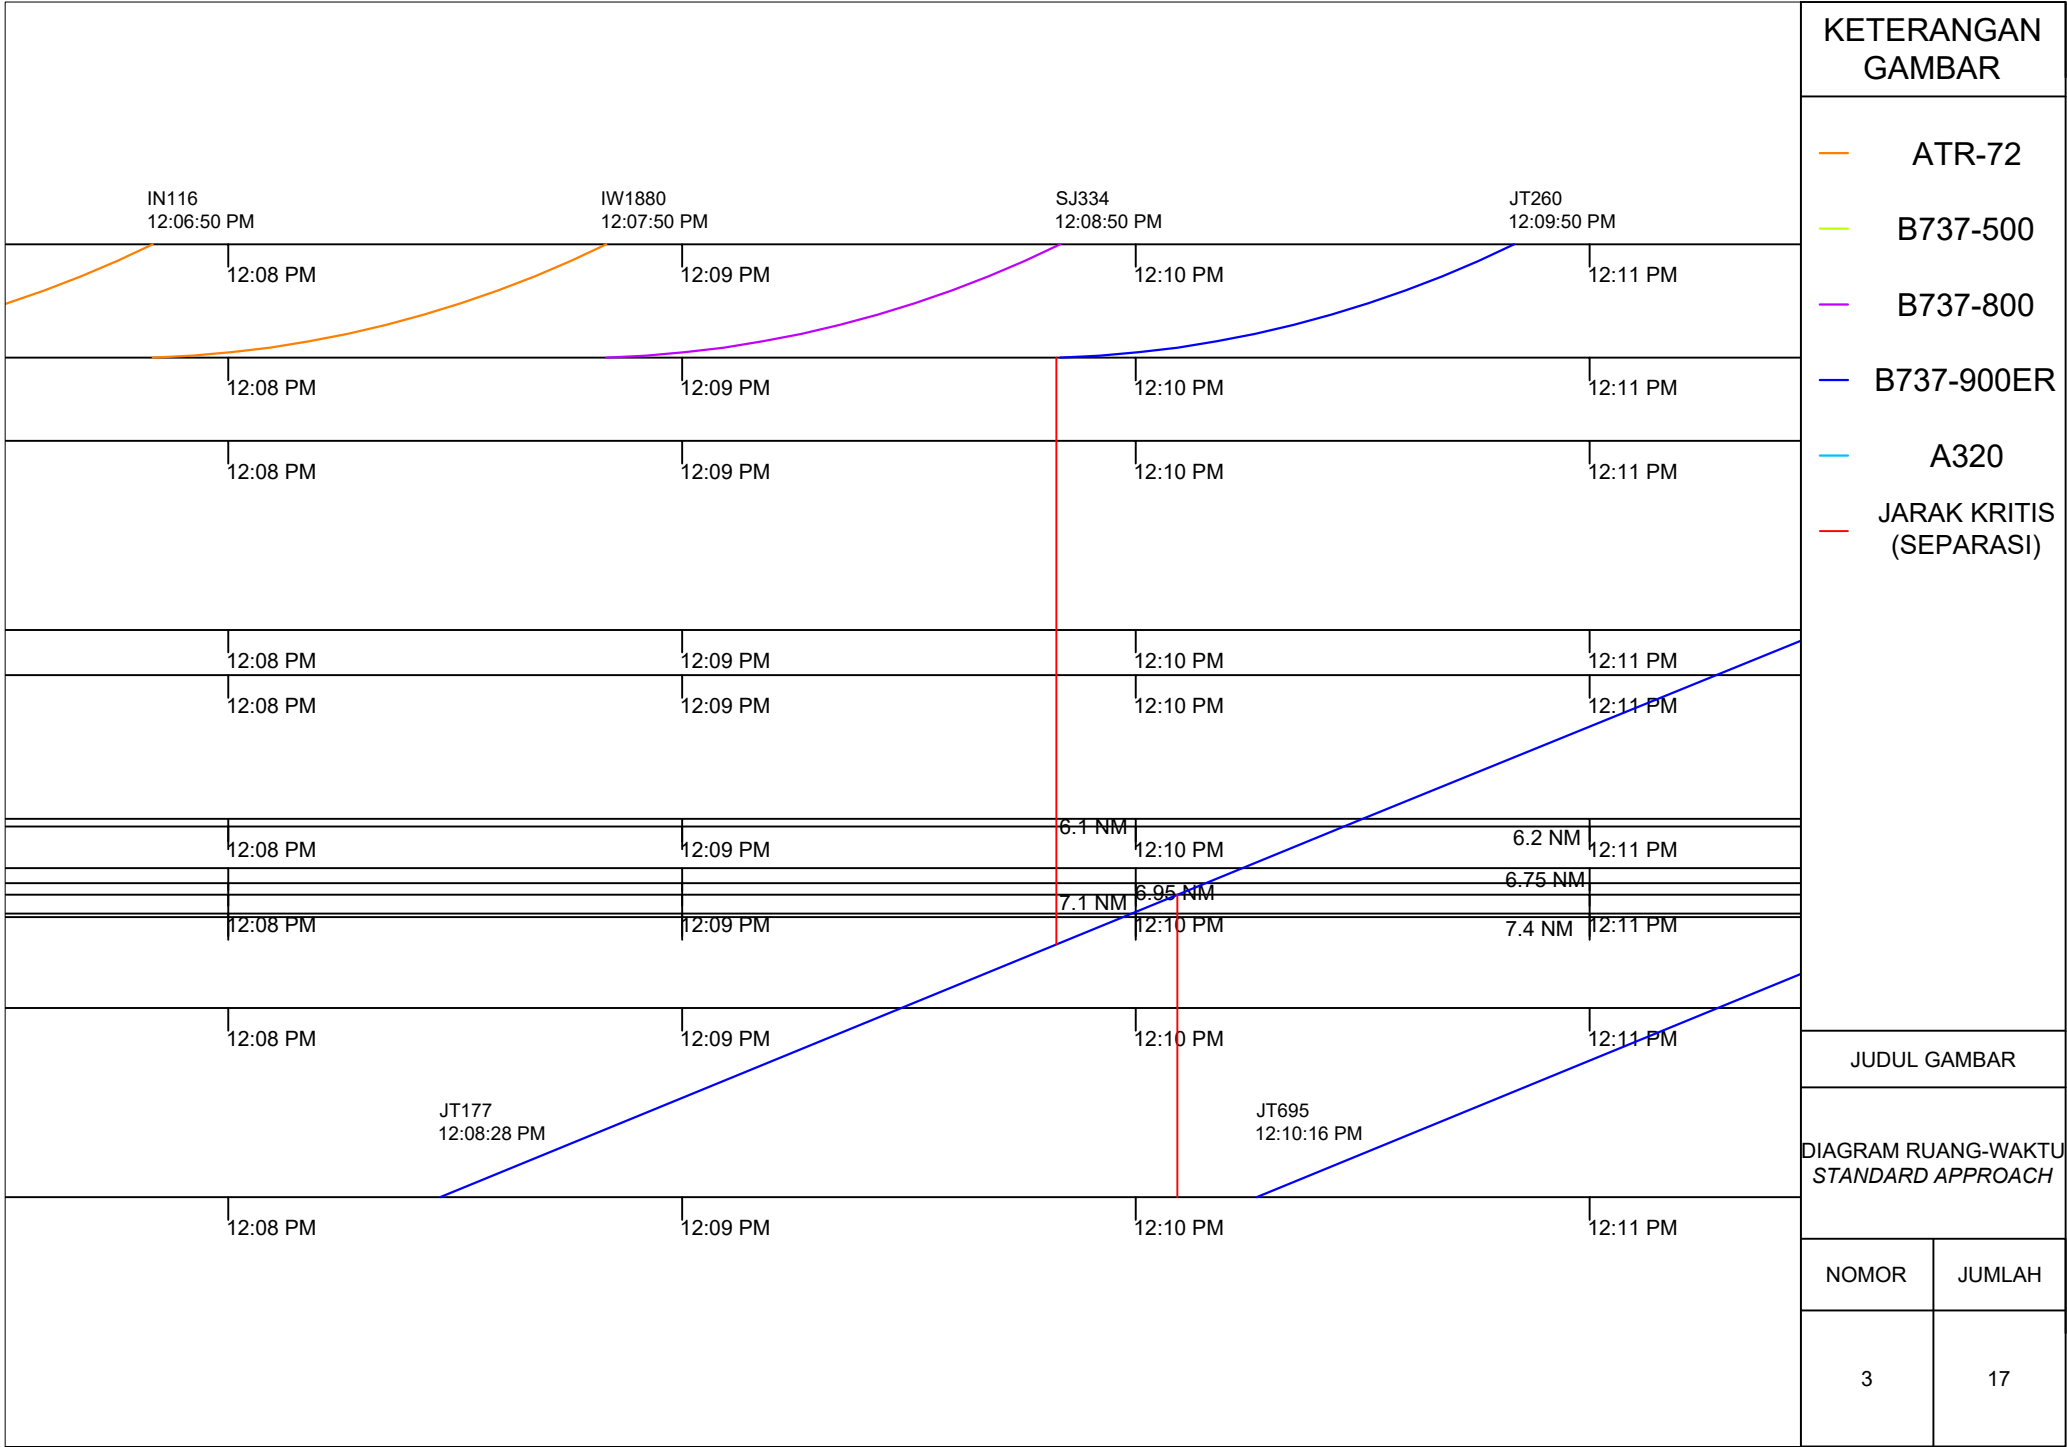 KETERANGAN
GAMBAR
ATR-72
B737-500
B737-800
B737-900ER
A320
JARAK KRITIS
(SEPARASI)
IN116
12:06:50 PM
IW1880
12:07:50 PM
SJ334
12:08:50 PM
JT260
12:09:50 PM
12:08 PM 12:09 PM 12:10 PM 12:11 PM
12:08 PM 12:09 PM 12:10 PM 12:11 PM
12:08 PM 12:09 PM 12:10 PM 12:11 PM
12:08 PM 12:09 PM 12:10 PM 12:11 PM
12:08 PM 12:09 PM 12:10 PM 12:11 PM
6.1 NM 6.2 NM
12:08 PM 12:09 PM 12:10 PM 12:11 PM
6.75 NM
7.1 NM 6.95 NM
12:08 PM 12:09 PM 12:10 PM 7.4 NM 12:11 PM
12:08 PM 12:09 PM 12:10 PM 12:11 PM
JT177
12:08:28 PM
JT695
12:10:16 PM
12:08 PM 12:09 PM 12:10 PM 12:11 PM
JUDUL GAMBAR
DIAGRAM RUANG-WAKTU
STANDARD APPROACH
NOMOR JUMLAH
3 17